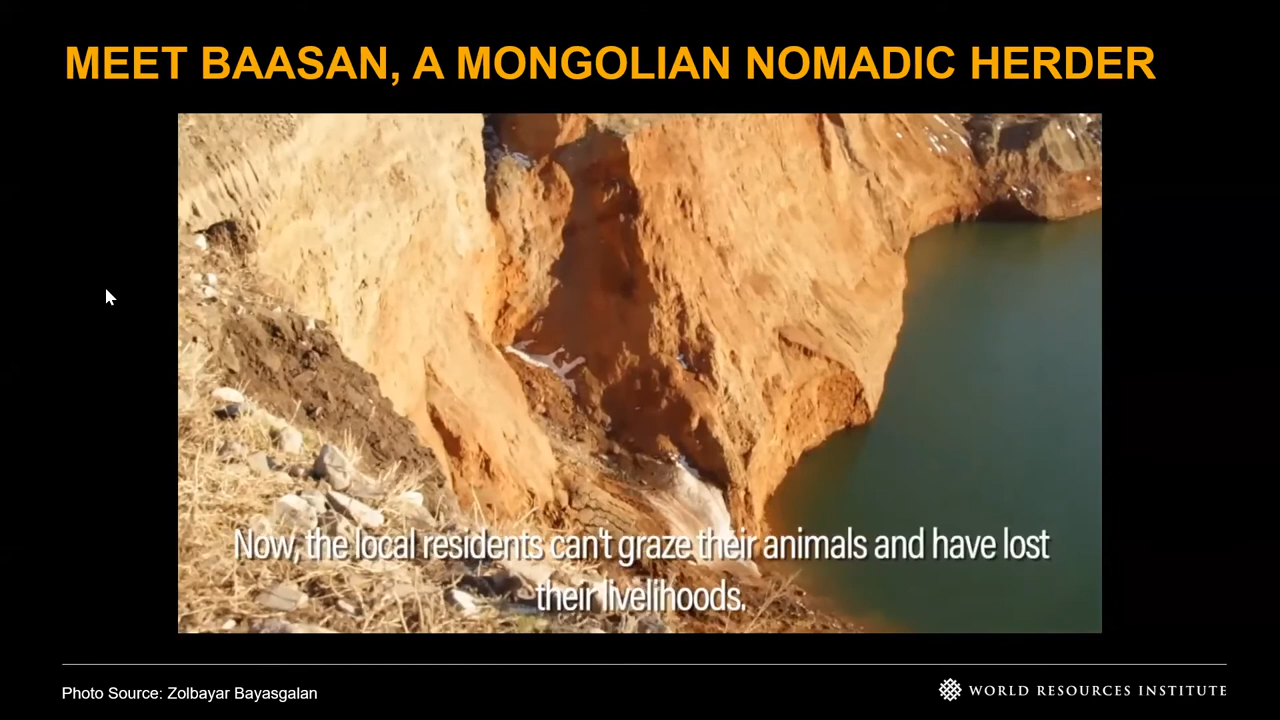 MEET BAASAN, A MONGOLIAN NOMADIC HERDER
Now, the local residents can't graze their animals and have lost
their livelihoods.
Photo Source: Zolbayar Bayasgalan
WORLD RESOURCES INSTITUTE